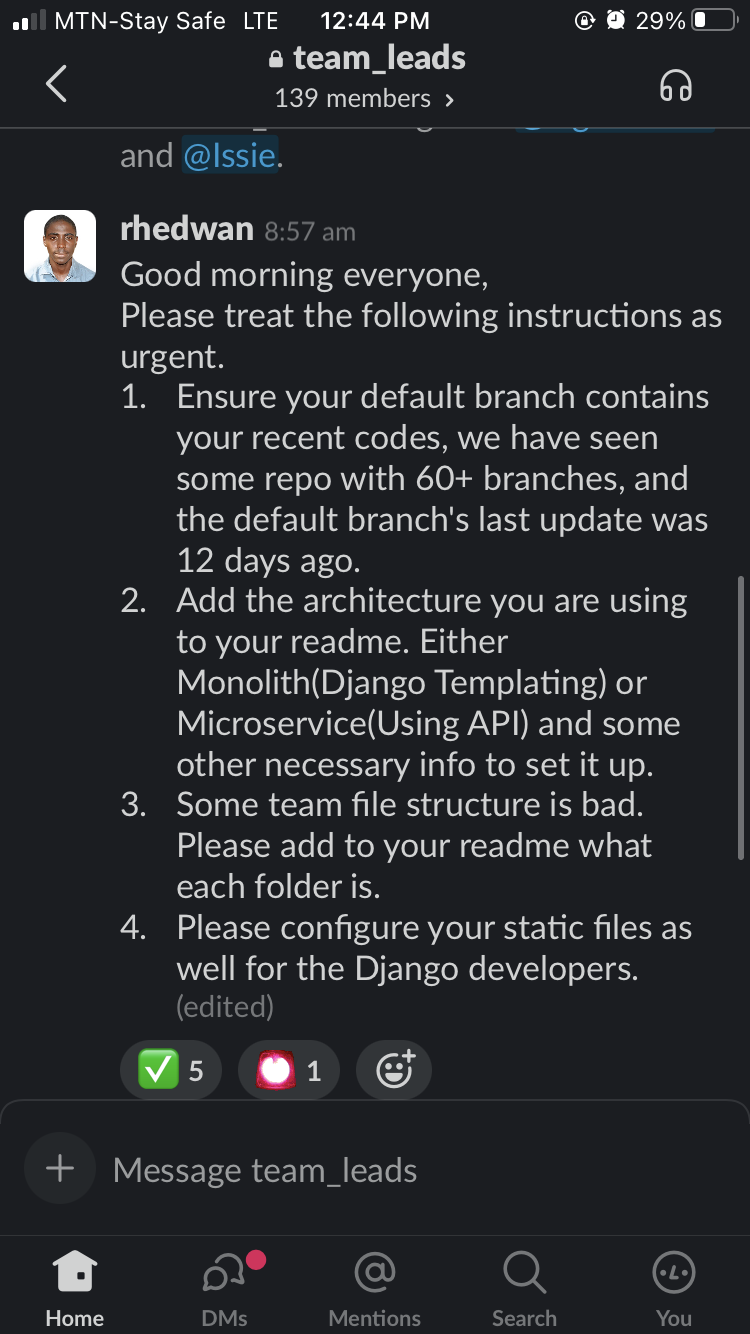 MTN-Stay Safe LTE 12:44 PM 29%
team_leads
139 members >
and @Issie.
rhedwan 8:57 am
Good morning everyone,
Please treat the following instructions as
urgent.
1. Ensure your default branch contains
your recent codes, we have seen
some repo with 60+ branches, and
the default branch's last update was
12 days ago.
2. Add the architecture you are using
to your readme. Either
Monolith(Django Templating) or
Microservice(Using API) and some
other necessary info to set it up.
3. Some team file structure is bad.
Please add to your readme what
each folder is.
4. Please configure your static files as
well for the Django developers.
(edited)
5 1
Message team_leads
Home DMs Mentions Search You